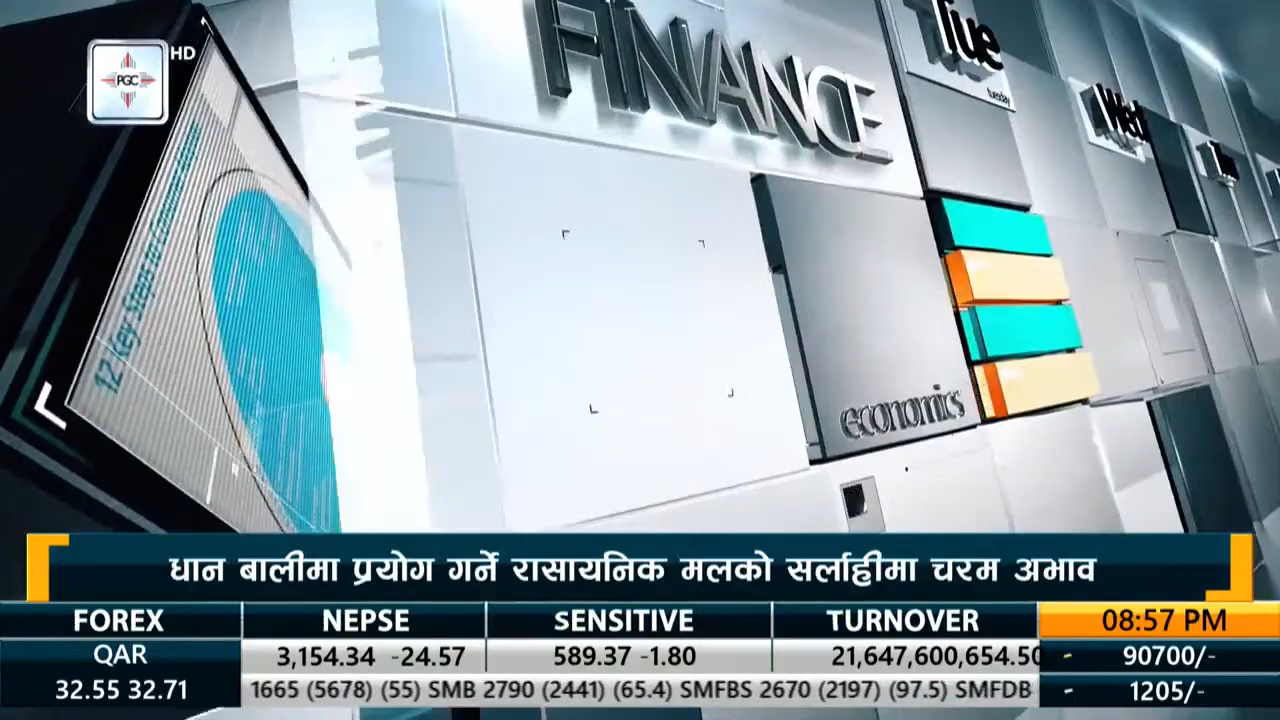 HD
PGC
FINANCE
Tue
tuesday
Wed
12 Key Steps to
economics
धान बालीमा प्रयोग गर्ने रासायनिक मलको सर्लाहीमा चरम अभाव
FOREX NEPSE SENSITIVE TURNOVER 08:57 PM
QAR 3,154.34 -24.57 589.37 -1.80 21,647,600,654.50 - 90700/-
32.55 32.71 1665 (5678) (55) SMB 2790 (2441) (65.4) SMFBS 2670 (2197) (97.5) SMFDB - 1205/-